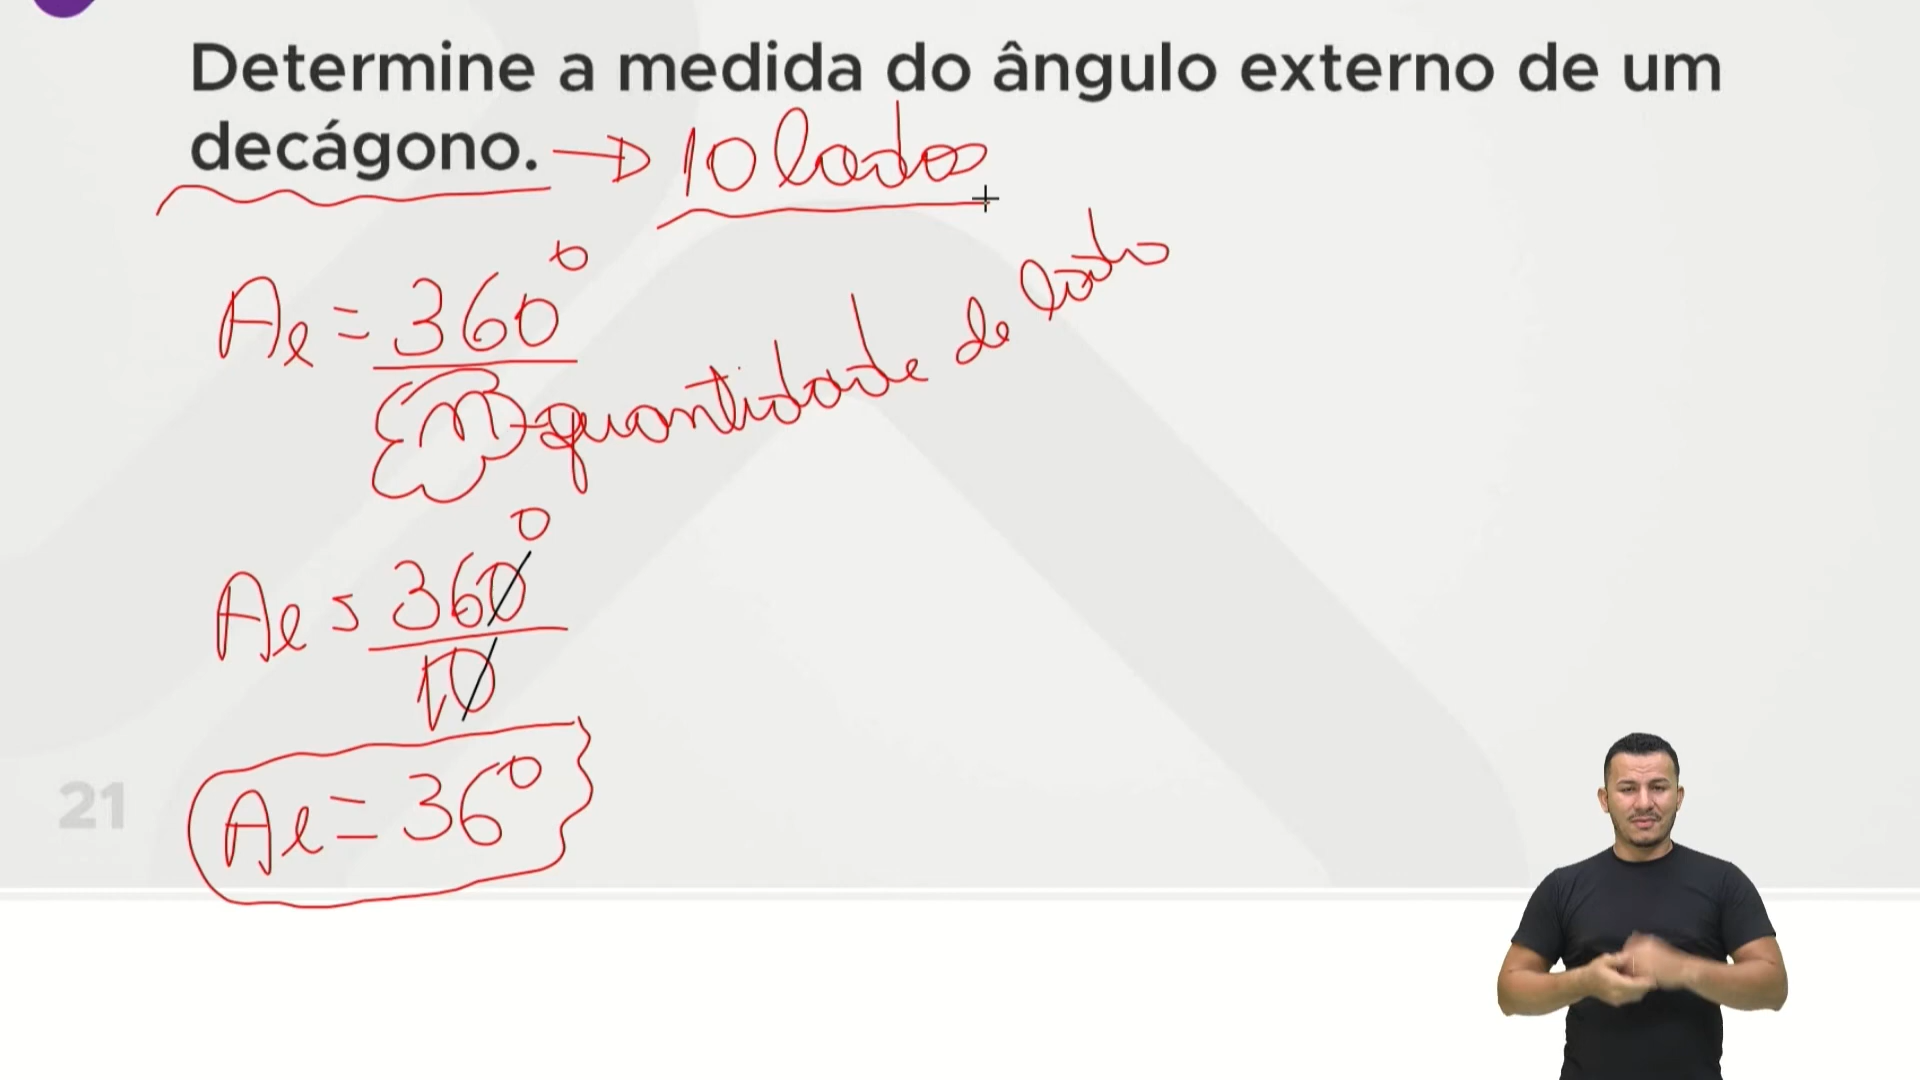 Determine a medida do ângulo externo de um
decágono. → 10 lados
Ae = 360°
n → quantidade de lado
Ae = 360°
10
Ae = 36°
21